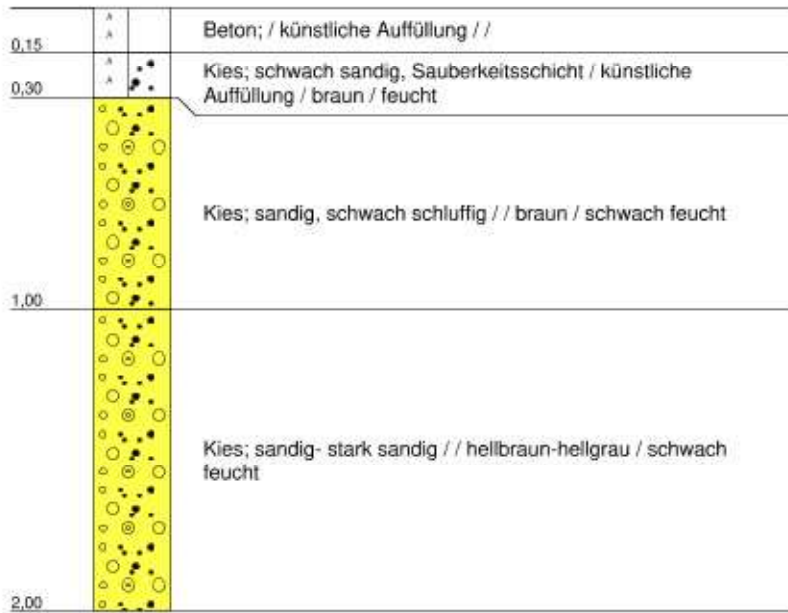 Beton; / künstliche Auffüllung / /
0,15
Kies; schwach sandig, Sauberkeitsschicht / künstliche
Auffüllung / braun / feucht
0,30
Kies; sandig, schwach schluffig / / braun / schwach feucht
1,00
Kies; sandig- stark sandig / / hellbraun-hellgrau / schwach
feucht
2,00